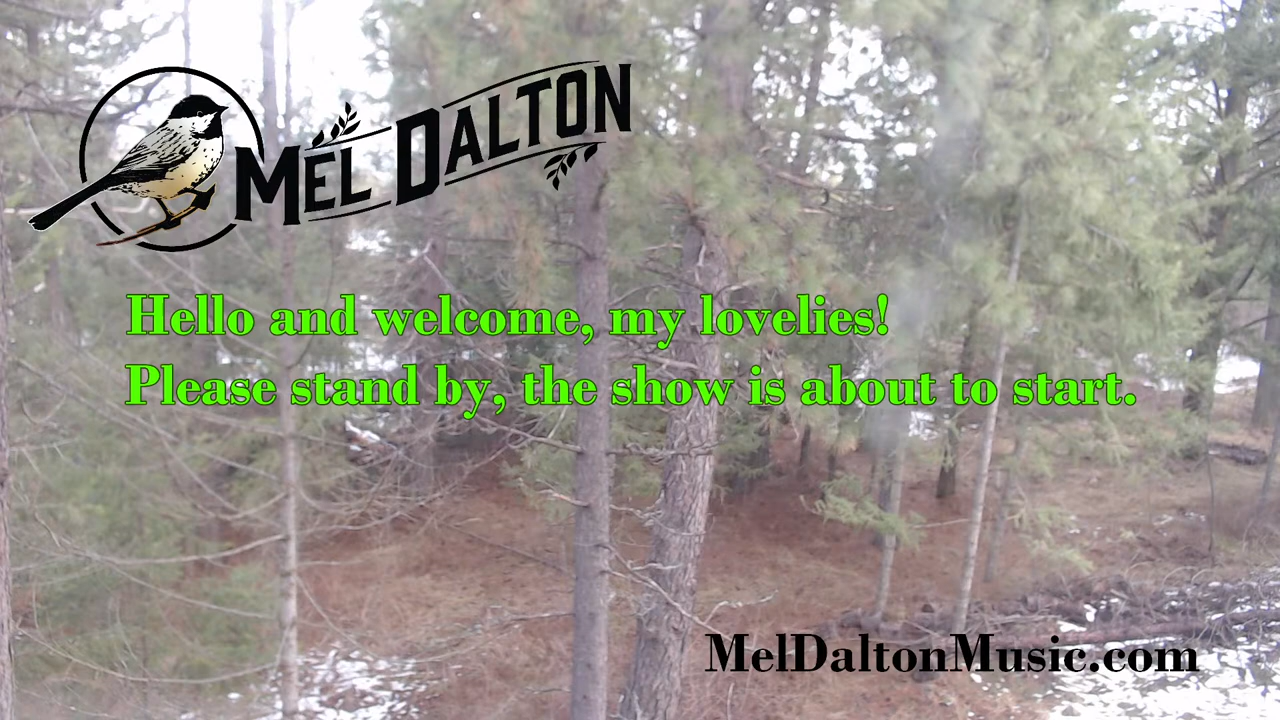 MEL DALTON
Hello and welcome, my lovelies!
Please stand by, the show is about to start.
MelDaltonMusic.com